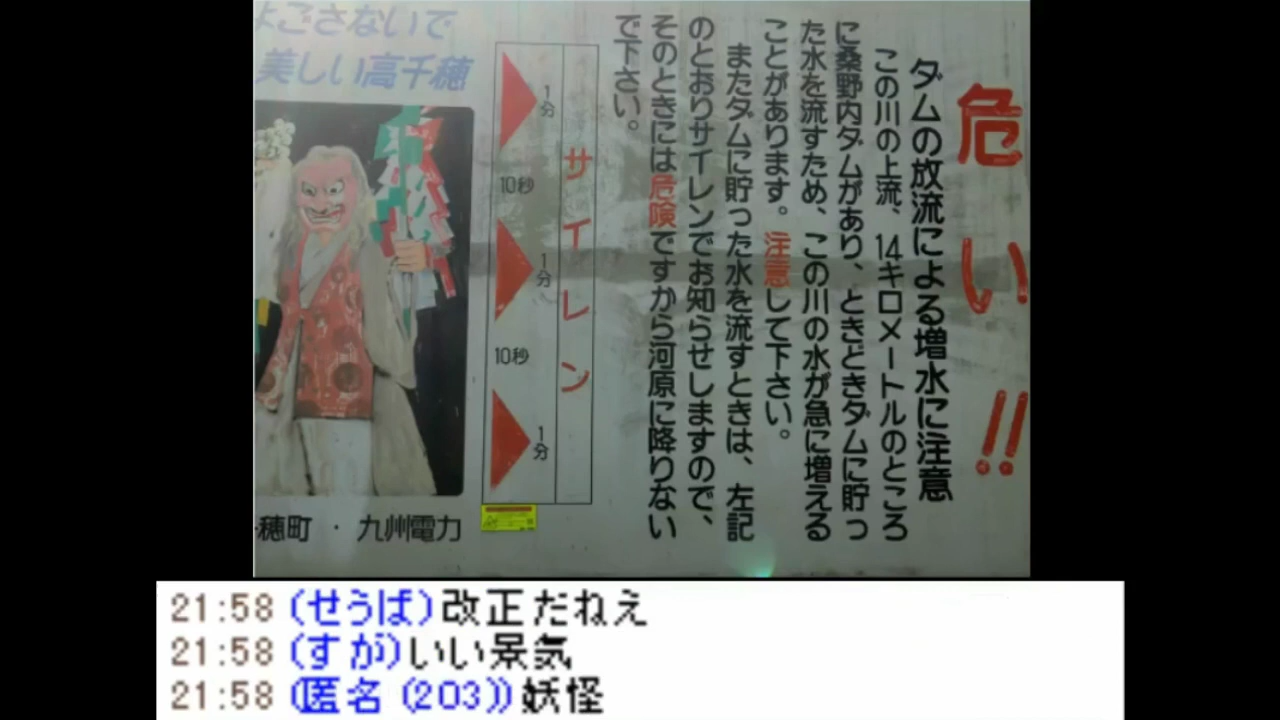 危い!!
ダムの放流による増水に注意
この川の上流、14キロメートルのところ
に桑野内ダムがあり、ときどきダムに貯っ
た水を流すため、この川の水が急に増える
ことがあります。注意して下さい。
またダムに貯った水を流すときは、左記
のとおりサイレンでお知らせしますので、
そのときには危険ですから河原に降りない
で下さい。
サイレン
1分
10秒
1分
10秒
1分
よごさないで
美しい高千穂
穂町・九州電力
21:58 (せうば) 改正だねえ
21:58 (すが) いい景気
21:58 (匿名 (203)) 妖怪